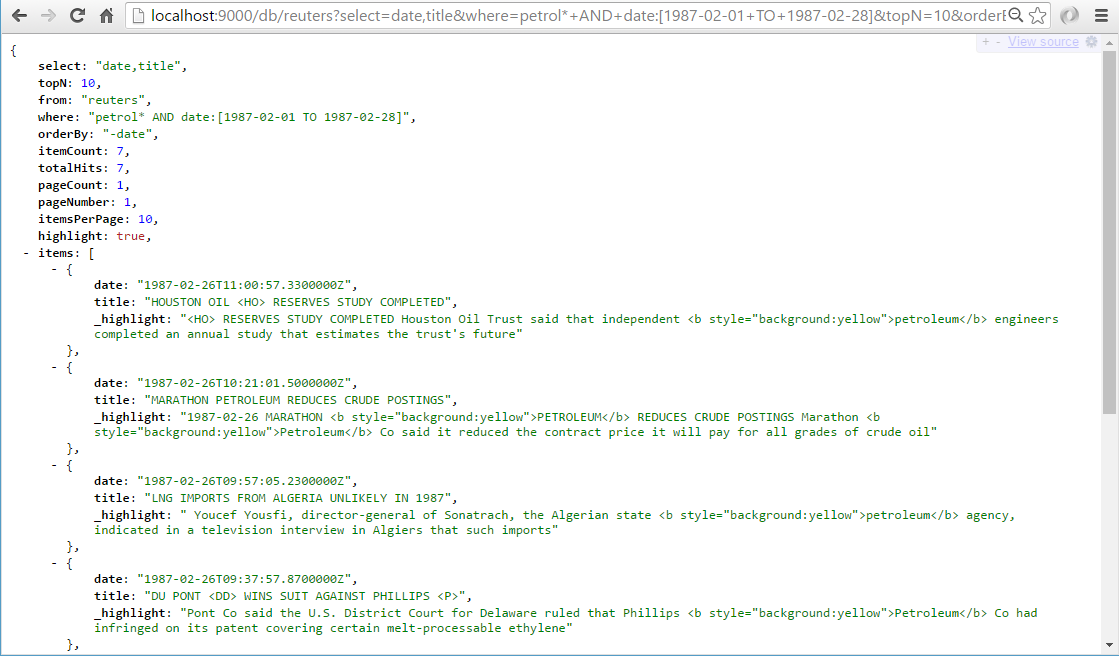 localhost:9000/db/reuters?select=date,title&where=petrol*+AND+date:[1987-02-01+TO+1987-02-28]&topN=10&orderE
+ - View source
{
select: "date,title",
topN: 10,
from: "reuters",
where: "petrol* AND date:[1987-02-01 TO 1987-02-28]",
orderBy: "-date",
itemCount: 7,
totalHits: 7,
pageCount: 1,
pageNumber: 1,
itemsPerPage: 10,
highlight: true,
- items: [
- {
date: "1987-02-26T11:00:57.3300000Z",
title: "HOUSTON OIL <HO> RESERVES STUDY COMPLETED",
_highlight: "<HO> RESERVES STUDY COMPLETED Houston Oil Trust said that independent <b style="background:yellow">petroleum</b> engineers
completed an annual study that estimates the trust's future"
},
- {
date: "1987-02-26T10:21:01.5000000Z",
title: "MARATHON PETROLEUM REDUCES CRUDE POSTINGS",
_highlight: "1987-02-26 MARATHON <b style="background:yellow">PETROLEUM</b> REDUCES CRUDE POSTINGS Marathon <b
style="background:yellow">Petroleum</b> Co said it reduced the contract price it will pay for all grades of crude oil"
},
- {
date: "1987-02-26T09:57:05.2300000Z",
title: "LNG IMPORTS FROM ALGERIA UNLIKELY IN 1987",
_highlight: " Youcef Yousfi, director-general of Sonatrach, the Algerian state <b style="background:yellow">petroleum</b> agency,
indicated in a television interview in Algiers that such imports"
},
- {
date: "1987-02-26T09:37:57.8700000Z",
title: "DU PONT <DD> WINS SUIT AGAINST PHILLIPS <P>",
_highlight: "Pont Co said the U.S. District Court for Delaware ruled that Phillips <b style="background:yellow">Petroleum</b> Co had
infringed on its patent covering certain melt-processable ethylene"
},